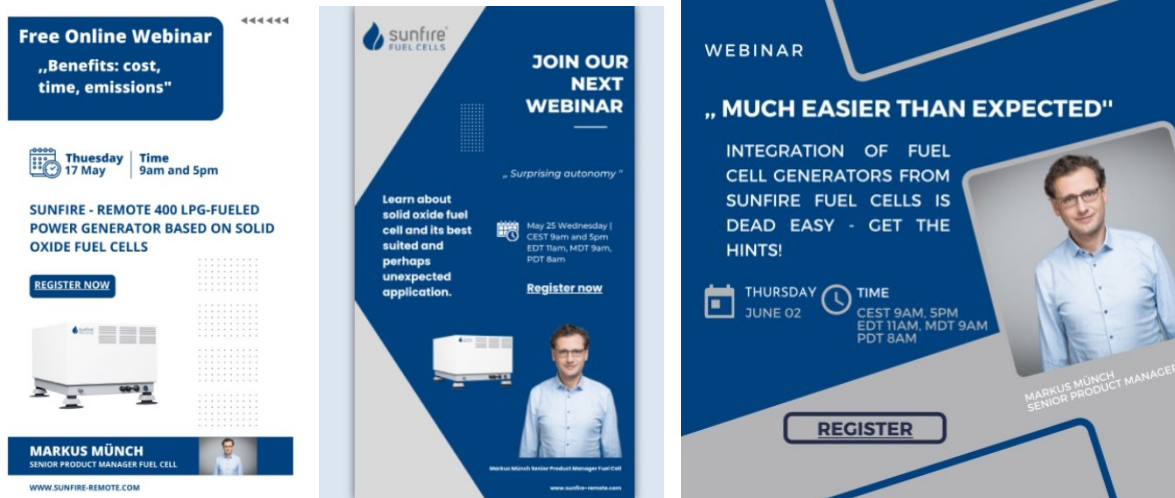 Free Online Webinar
,,Benefits: cost,
time, emissions"
Thuesday
17 May
Time
9am and 5pm
SUNFIRE - REMOTE 400 LPG-FUELED
POWER GENERATOR BASED ON SOLID
OXIDE FUEL CELLS
REGISTER NOW
sunfire
MARKUS MÜNCH
SENIOR PRODUCT MANAGER FUEL CELL
WWW.SUNFIRE-REMOTE.COM
sunfire®
FUEL CELLS
JOIN OUR
NEXT
WEBINAR
,, Surprising autonomy "
Learn about
solid oxide fuel
cell and its best
suited and
perhaps
unexpected
application.
May 25 Wednesday |
CEST 9am and 5pm
EDT 11am, MDT 9am,
PDT 8am
Register now
Markus Münch Senior Product Manager Fuel Cell
www.sunfire-remote.com
WEBINAR
,, MUCH EASIER THAN EXPECTED"
INTEGRATION OF FUEL
CELL GENERATORS FROM
SUNFIRE FUEL CELLS IS
DEAD EASY - GET THE
HINTS!
THURSDAY
JUNE 02
TIME
CEST 9AM, 5PM
EDT 11AM, MDT 9AM
PDT 8AM
MARKUS MÜNCH
SENIOR PRODUCT MANAGER
REGISTER